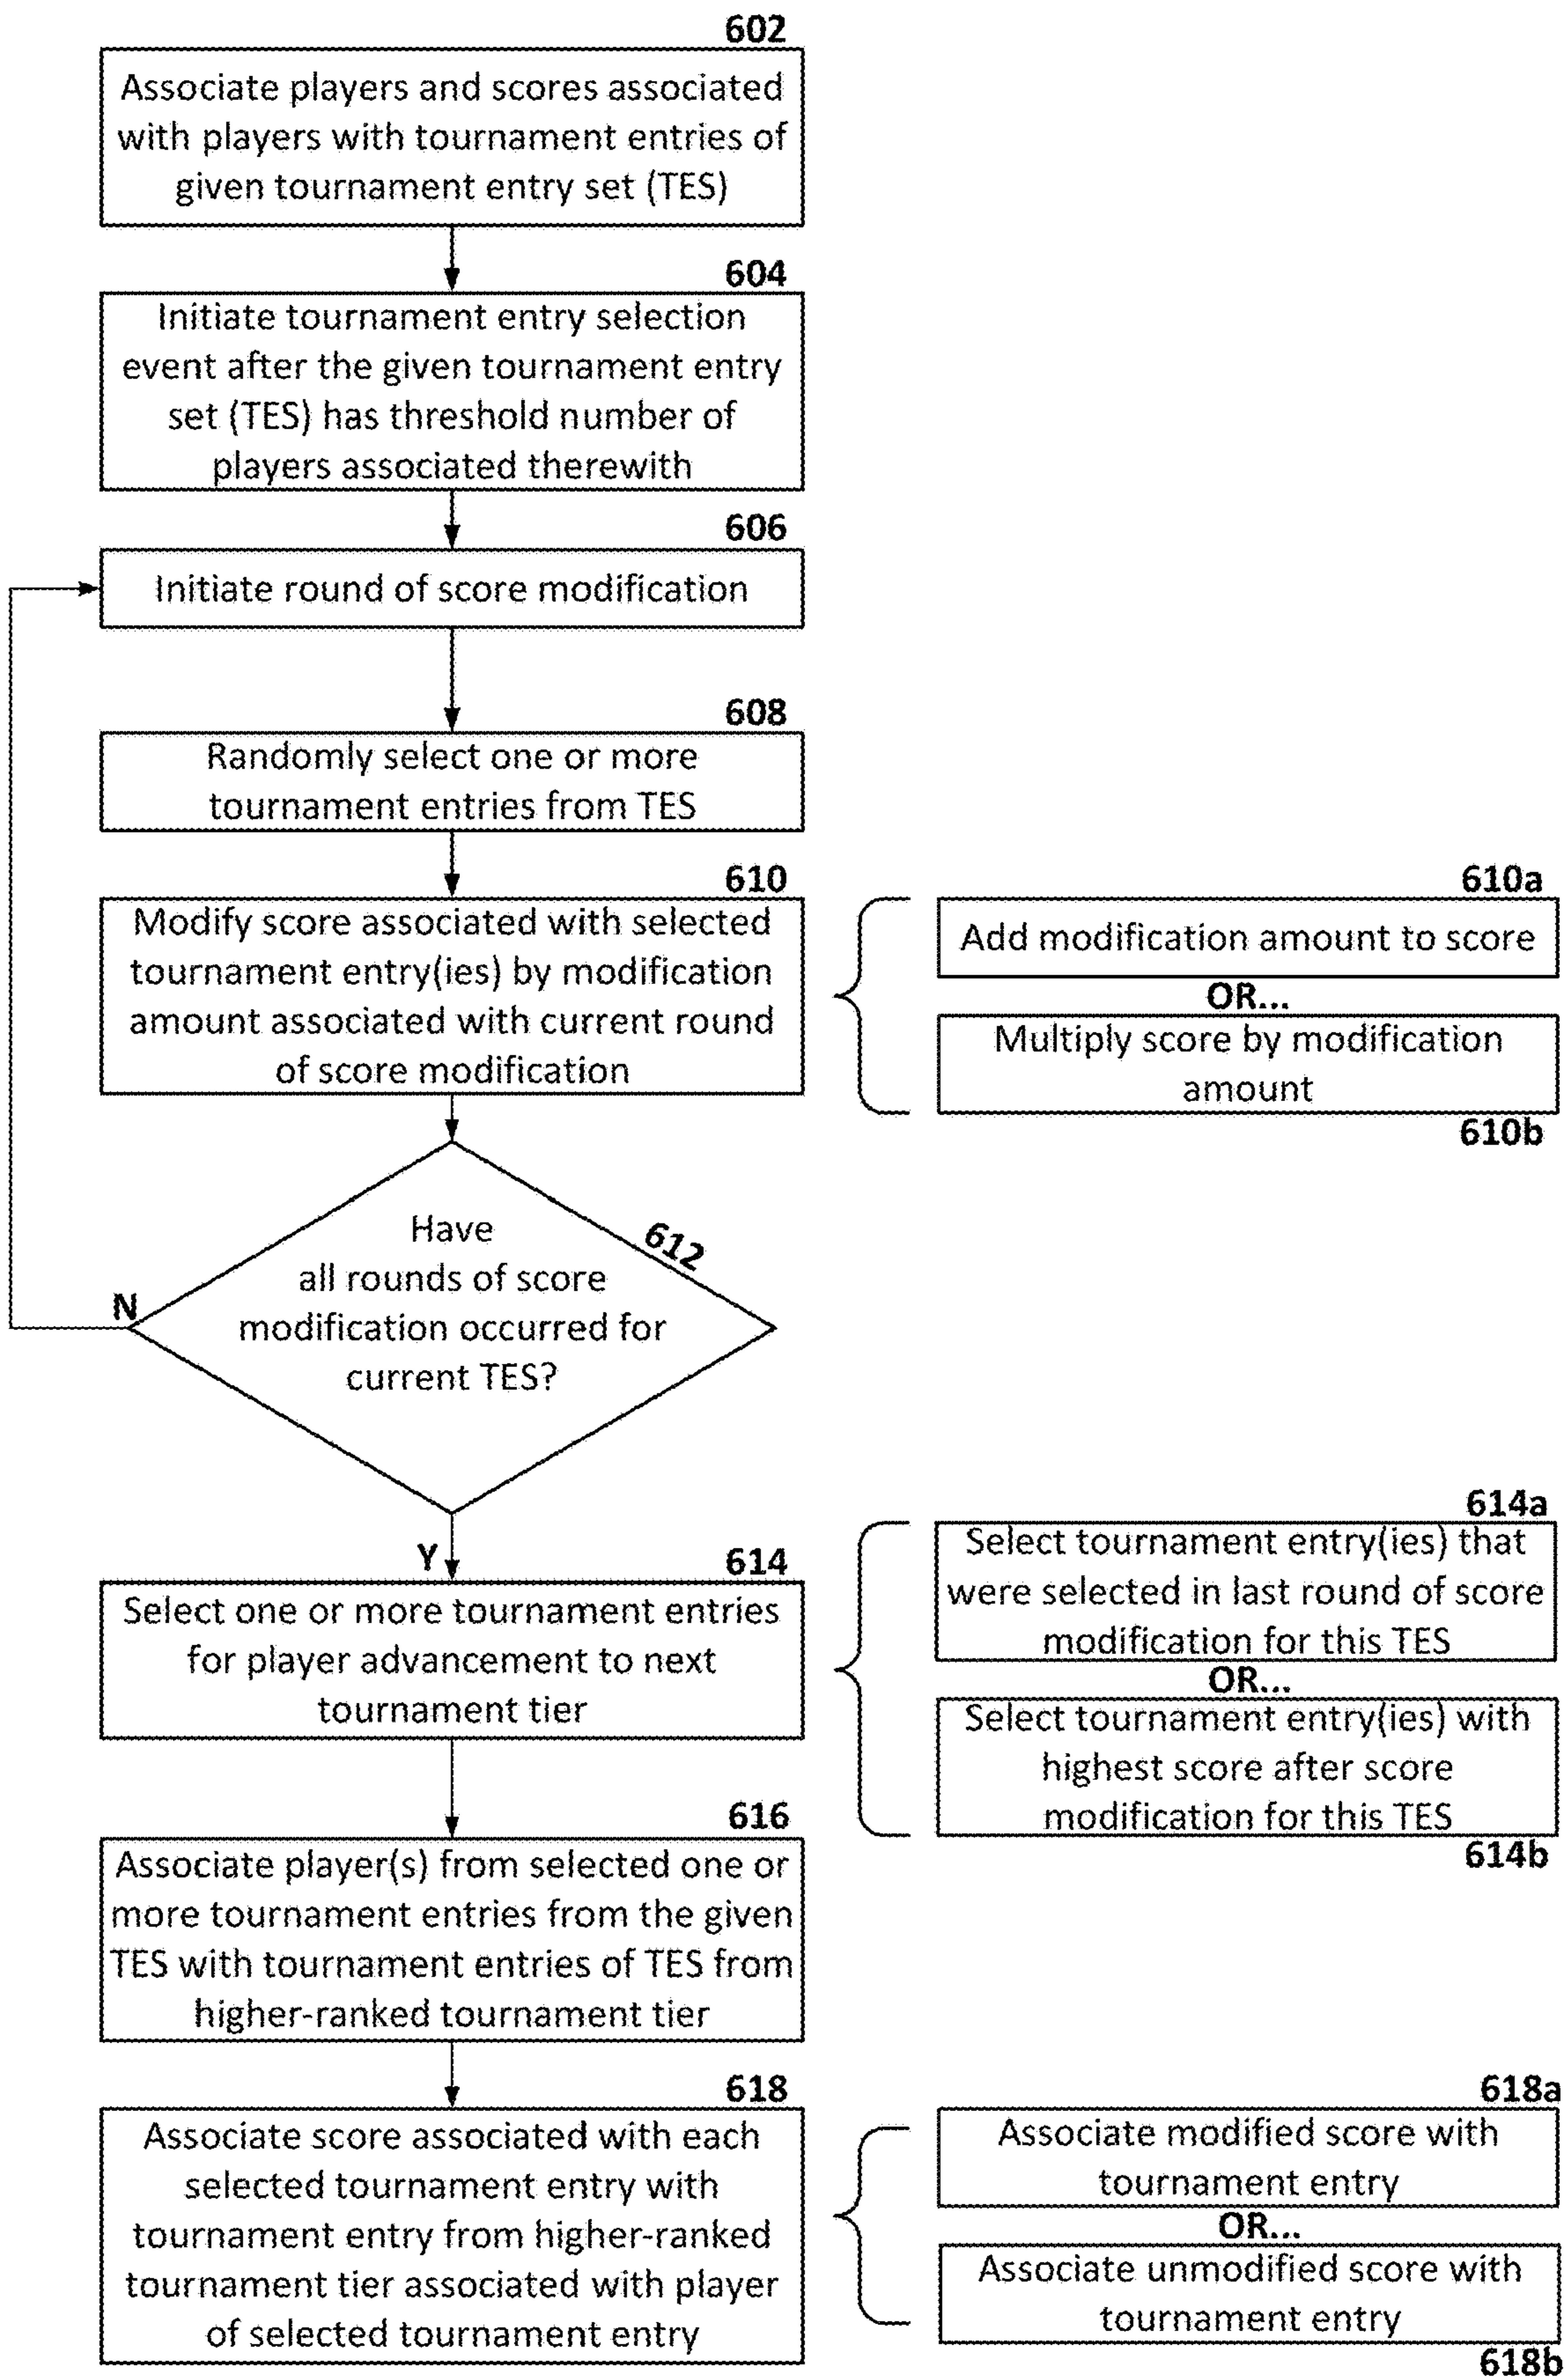 602
Associate players and scores associated
with players with tournament entries of
given tournament entry set (TES)
604
Initiate tournament entry selection
event after the given tournament entry
set (TES) has threshold number of
players associated therewith
606
Initiate round of score modification
608
Randomly select one or more
tournament entries from TES
610
Modify score associated with selected
tournament entry(ies) by modification
amount associated with current round
of score modification
610a
Add modification amount to score
OR...
Multiply score by modification
amount
610b
612
Have
all rounds of score
modification occurred for
current TES?
N
Y
614
Select one or more tournament entries
for player advancement to next
tournament tier
614a
Select tournament entry(ies) that
were selected in last round of score
modification for this TES
OR...
Select tournament entry(ies) with
highest score after score
modification for this TES
614b
616
Associate player(s) from selected one or
more tournament entries from the given
TES with tournament entries of TES from
higher-ranked tournament tier
618
Associate score associated with each
selected tournament entry with
tournament entry from higher-ranked
tournament tier associated with player
of selected tournament entry
618a
Associate modified score with
tournament entry
OR...
Associate unmodified score with
tournament entry
618b